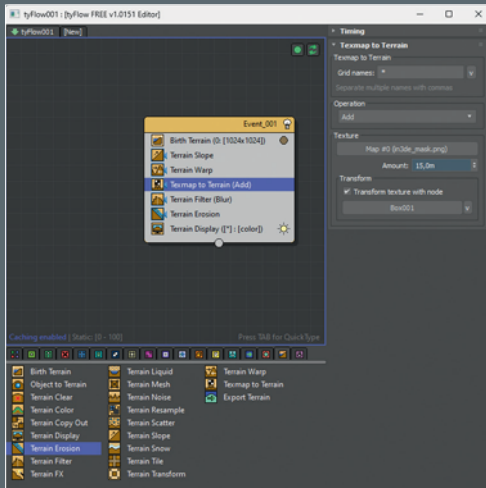 tyFlow001 : [tyFlow FREE v1.0151 Editor]
tyFlow001 [New]
Event_001
Birth Terrain (0: [1024x1024])
Terrain Slope
Terrain Warp
Texmap to Terrain (Add)
Terrain Filter (Blur)
Terrain Erosion
Terrain Display ([*] : [color])
Caching enabled | Static: [0 - 100)
Press TAB for QuickType
Timing
Texmap to Terrain
Texmap to Terrain
Grid names: *
v
Separate multiple names with commas
Operation
Add
Texture
Map #0 (in3de_mask.png)
Amount: 15,0m
Transform
Transform texture with node
Box001
v
Birth Terrain
Object to Terrain
Terrain Clear
Terrain Color
Terrain Copy Out
Terrain Display
Terrain Erosion
Terrain Filter
Terrain FX
Terrain Liquid
Terrain Mesh
Terrain Noise
Terrain Resample
Terrain Scatter
Terrain Slope
Terrain Snow
Terrain Tile
Terrain Transform
Terrain Warp
Texmap to Terrain
Export Terrain